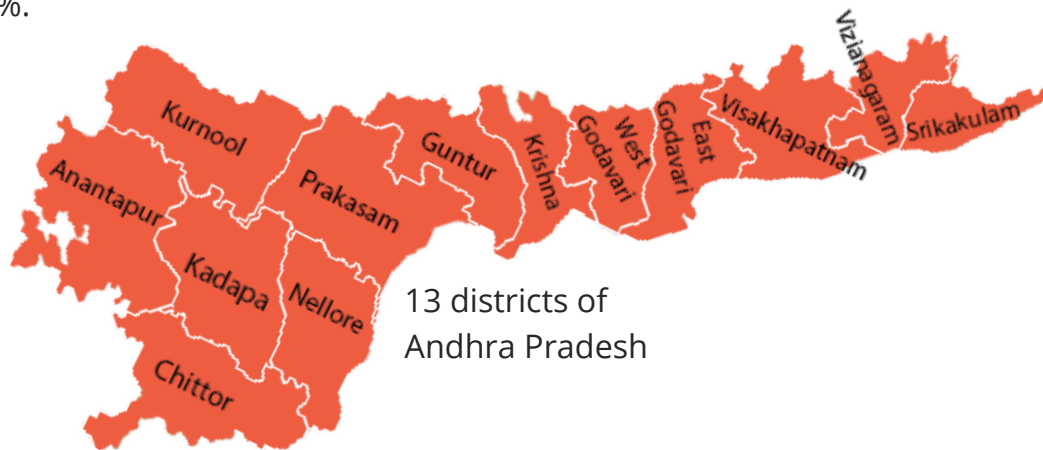 %.
Vizianagaram
Kurnool
Anantapur
Prakasam
Guntur
Krishna
West
Godavari
East
Godavari
Visakhapatnam
Srikakulam
Kadapa
Nellore
Chittor
13 districts of
Andhra Pradesh